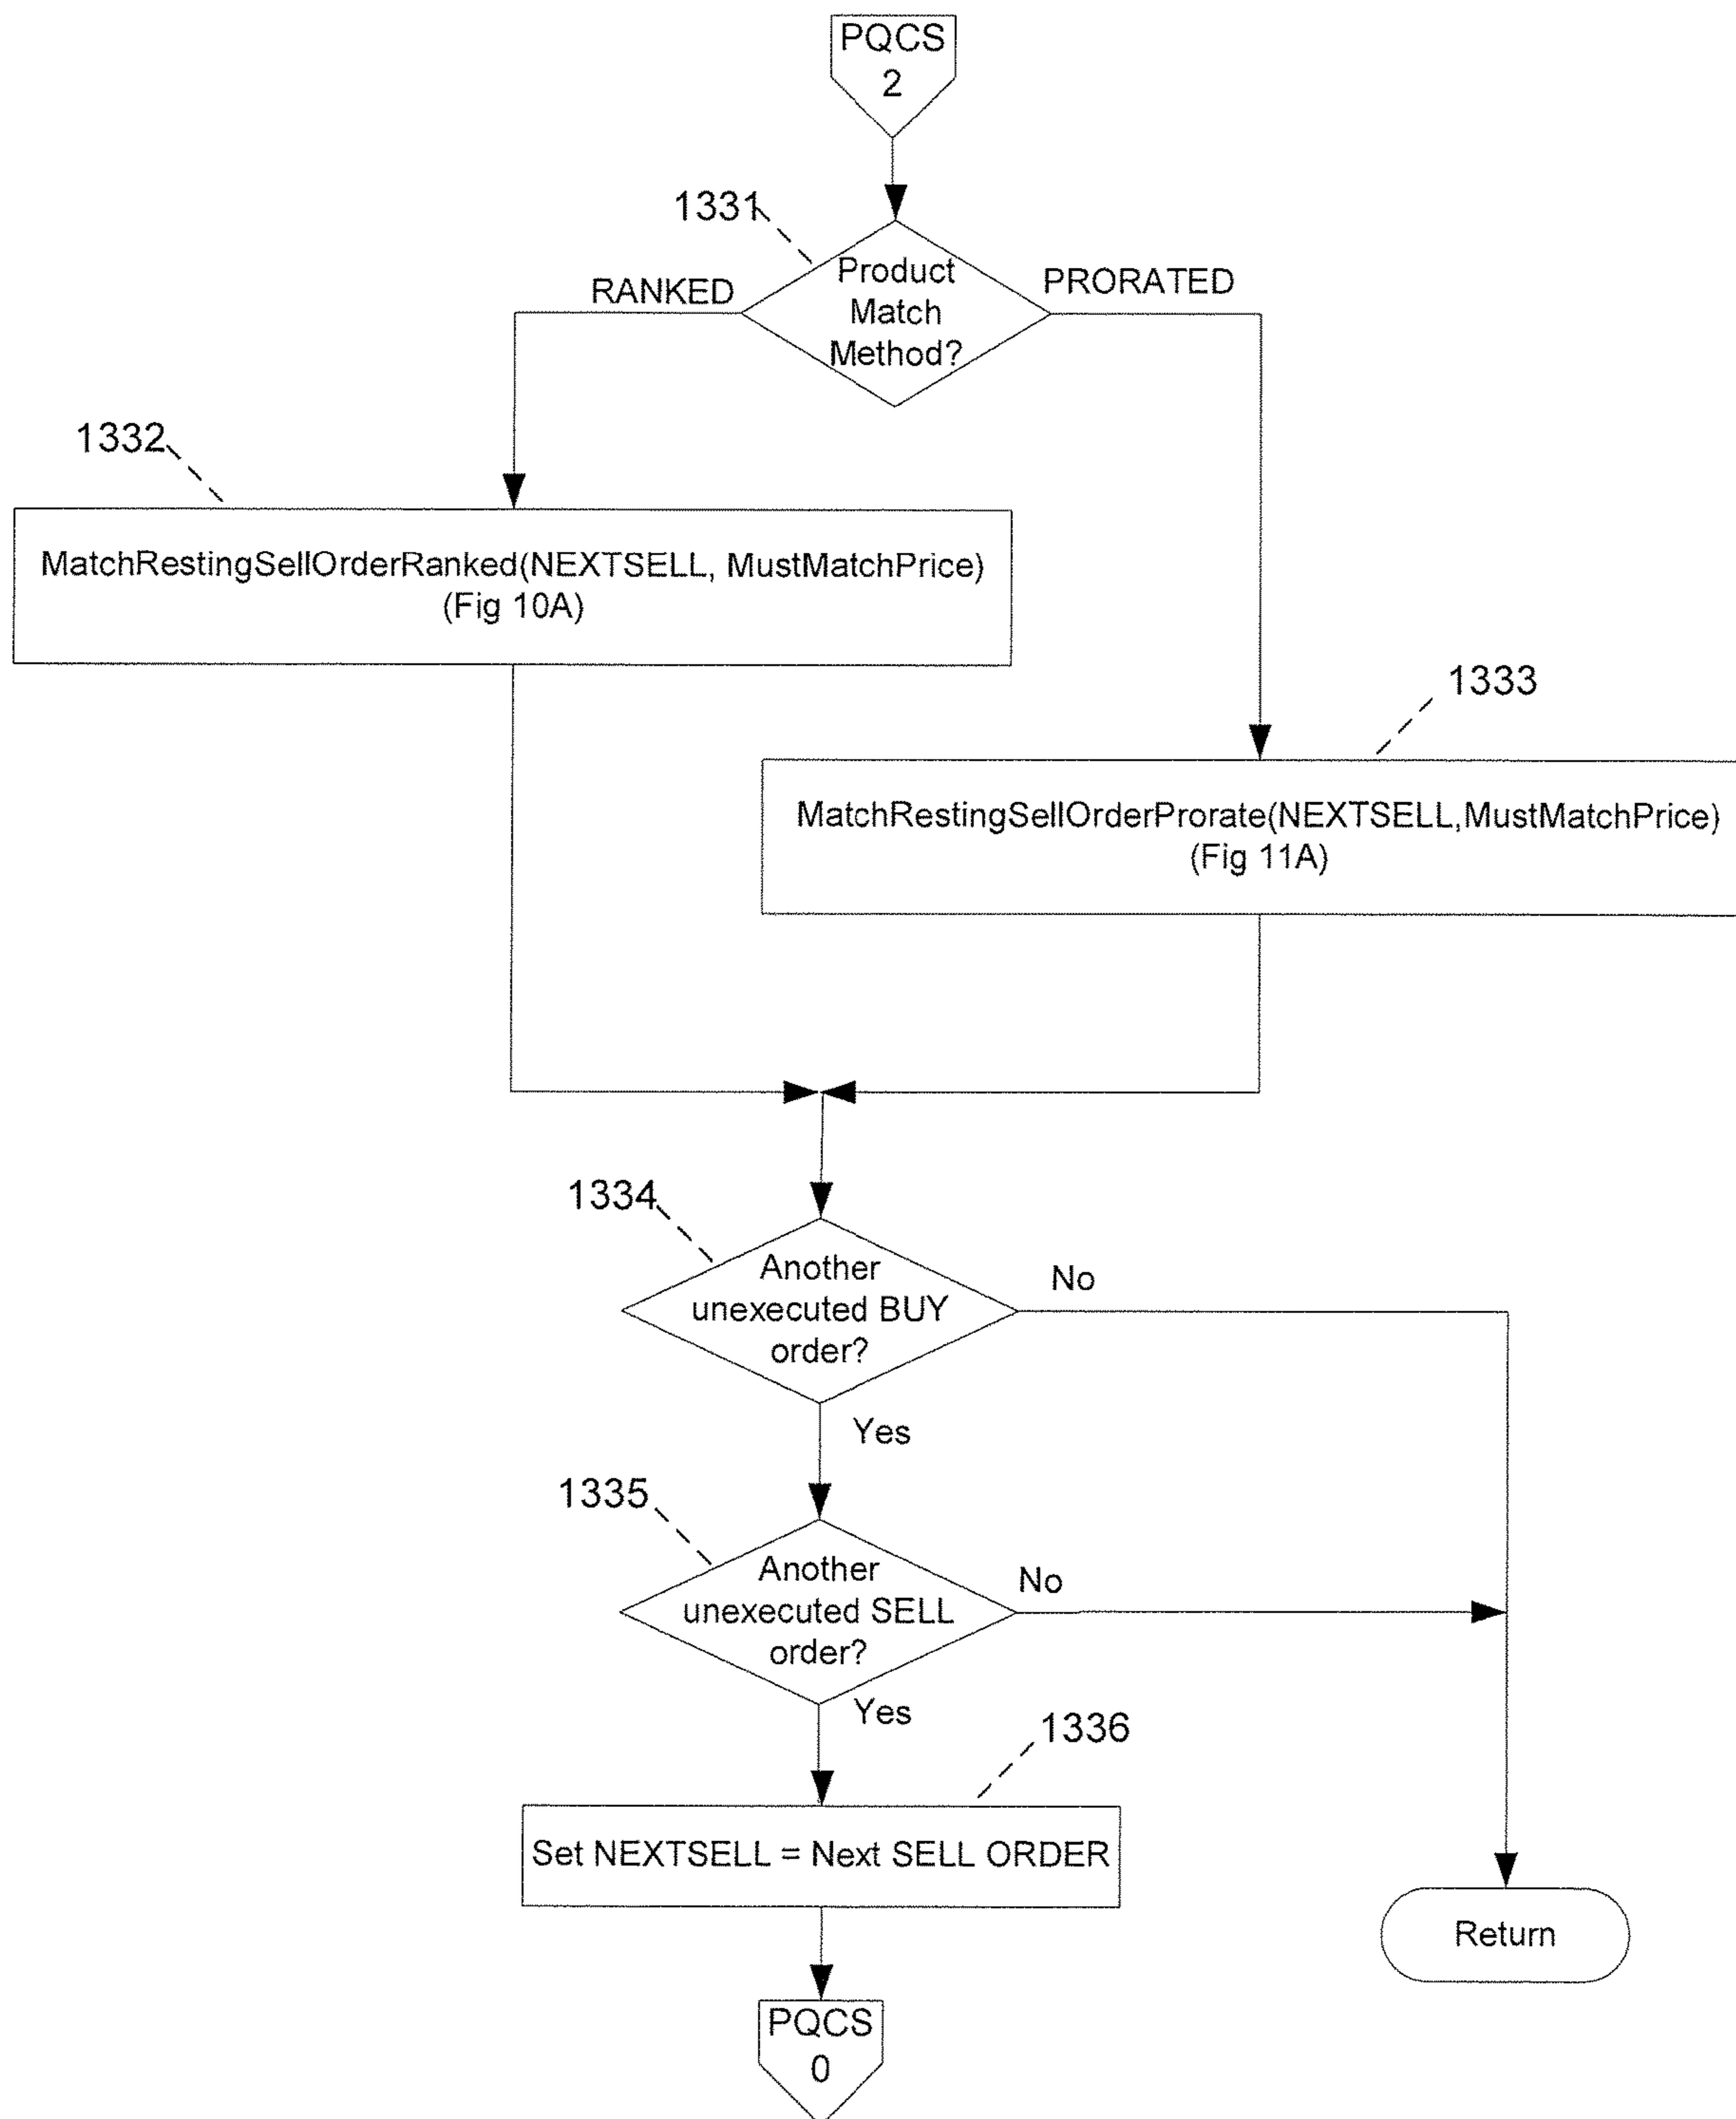 PQCS
2
1331
Product
Match
Method?
RANKED
PRORATED
1332
MatchRestingSellOrderRanked(NEXTSELL, MustMatchPrice)
(Fig 10A)
1333
MatchRestingSellOrderProrate(NEXTSELL,MustMatchPrice)
(Fig 11A)
1334
Another
unexecuted BUY
order?
No
Yes
1335
Another
unexecuted SELL
order?
No
Yes
1336
Set NEXTSELL = Next SELL ORDER
Return
PQCS
0